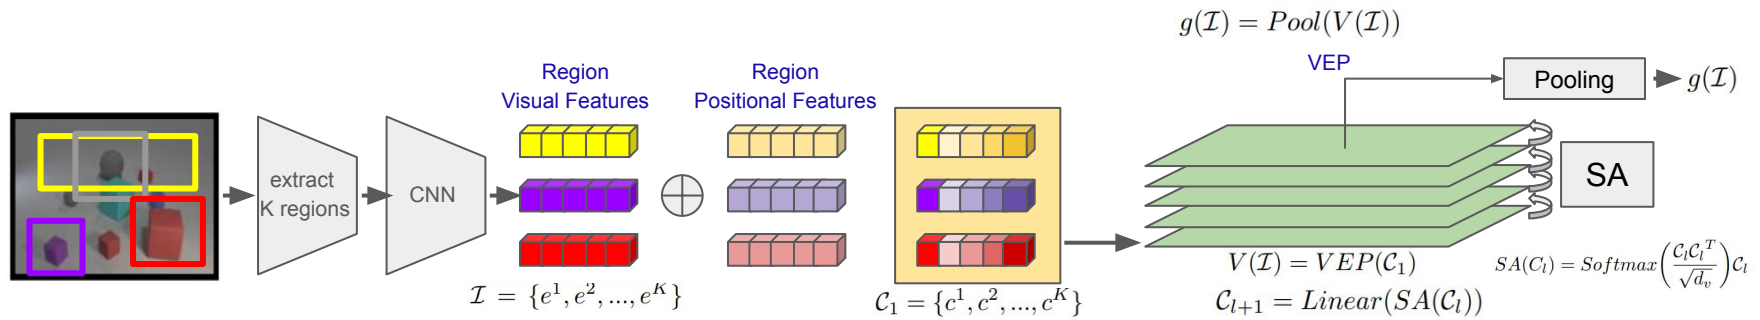 g(ℐ) = Pool(V(ℐ))
VEP
Pooling
g(ℐ)
Region
Visual Features
Region
Positional Features
extract
K regions
CNN
SA
ℐ = {e¹, e², ..., eᴷ}
𝒞₁ = {c¹, c², ..., cᴷ}
V(ℐ) = VEP(𝒞₁)
𝒞ₗ₊₁ = Linear(SA(𝒞ₗ))
SA(Cₗ) = Softmax(𝒞ₗ𝒞ₗᵀ / √dᵥ)𝒞ₗ